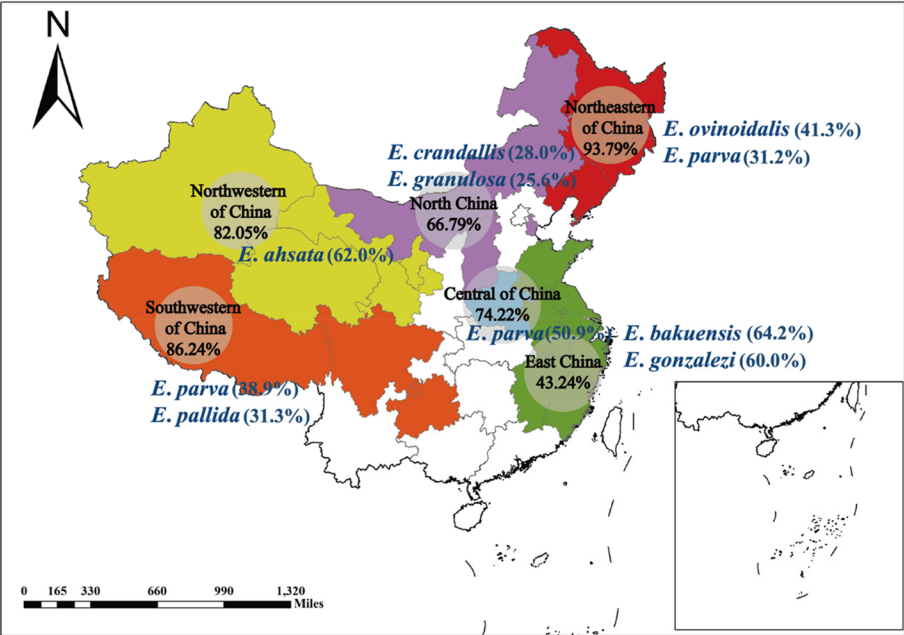 N
Northeastern
of China
93.79%
E. ovinoidalis (41.3%)
E. parva (31.2%)
E. crandallis (28.0%)
E. granulosa (25.6%)
North China
66.79%
Northwestern
of China
82.05%
E. ahsata (62.0%)
Central of China
74.22%
E. parva (50.9%)
Southwestern
of China
86.24%
E. bakuensis (64.2%)
E. gonzalezi (60.0%)
East China
43.24%
E. parva (38.9%)
E. pallida (31.3%)
0 165 330 660 990 1,320
Miles